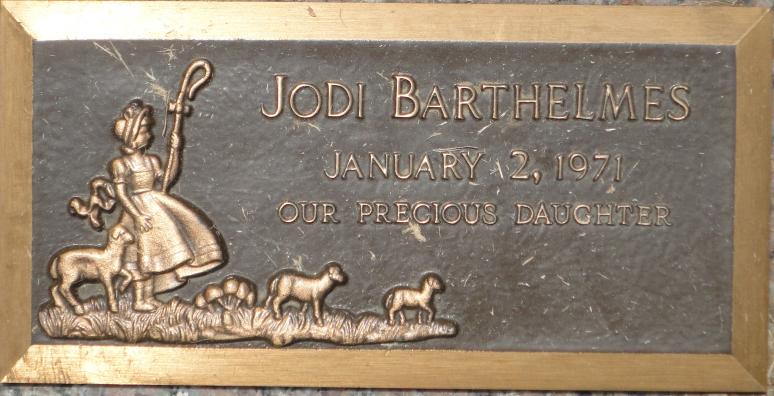 JODI BARTHELMES
JANUARY 2, 1971
OUR PRECIOUS DAUGHTER